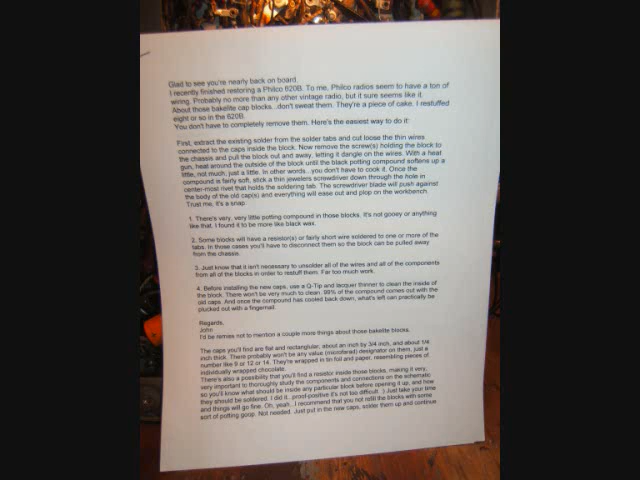 Glad to see you're nearly back on board.
I recently finished restoring a Philco 620B. To me, Philco radios seem to have a ton of
wiring. Probably no more than any other vintage radio, but it sure seems like it.
About those bakelite cap blocks...don't sweat them. They're a piece of cake. I restuffed
eight or so in the 620B.
You don't have to completely remove them. Here's the easiest way to do it:
First, extract the existing solder from the solder tabs and cut loose the thin wires
connected to the caps inside the block. Now remove the screw(s) holding the block to
the chassis and pull the block out and away, letting it dangle on the wires. With a heat
gun, heat around the outside of the block until the black potting compound softens up a
little, not much, just a little. In other words...you don't have to cook it. Once the
compound is fairly soft, stick a thin jewelers screwdriver down through the hole in
center-most rivet that holds the soldering tab. The screwdriver blade will push against
the body of the old cap(s) and everything will ease out and plop on the workbench.
Trust me, it's a snap.
1. There's very, very little potting compound in those blocks. It's not gooey or anything
like that. I found it to be more like black wax.
2. Some blocks will have a resistor(s) or fairly short wire soldered to one or more of the
tabs. In those cases you'll have to disconnect them so the block can be pulled away
from the chassis.
3. Just know that it isn't necessary to unsolder all of the wires and all of the components
from all of the blocks in order to restuff them. Far too much work.
4. Before installing the new caps, use a Q-Tip and lacquer thinner to clean the inside of
the block. There won't be very much to clean. 99% of the compound comes out with the
old caps. And once the compound has cooled back down, what's left can practically be
plucked out with a fingernail.
Regards,
John
I'd be remiss not to mention a couple more things about those bakelite blocks.
The caps you'll find are flat and rectangular, about an inch by 3/4 inch, and about 1/4
inch thick. There probably won't be any value (microfarad) designator on them, just a
number like 9 or 12 or 14. They're wrapped in tin foil and paper, resembling pieces of
individually wrapped chocolate.
There's also a possibility that you'll find a resistor inside those blocks, making it very,
very important to thoroughly study the components and connections on the schematic
so you'll know what should be inside any particular block before opening it up, and how
they should be soldered. I did it...proof-positive it's not too difficult. :) Just take your time
and things will go fine. Oh, yeah...I recommend that you not refill the blocks with some
sort of potting goop. Not needed. Just put in the new caps, solder them up and continue